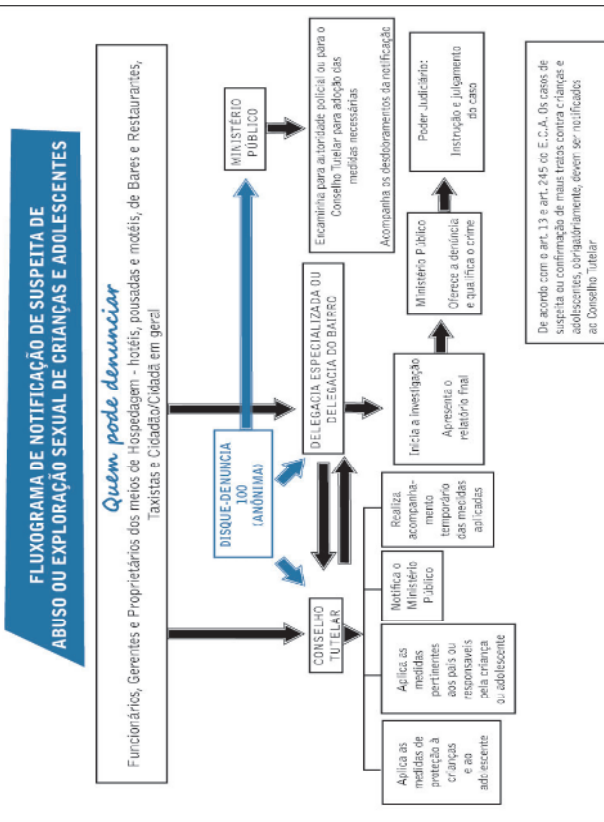 FLUXOGRAMA DE NOTIFICAÇÃO DE SUSPEITA DE
ABUSO OU EXPLORAÇÃO SEXUAL DE CRIANÇAS E ADOLESCENTES
Quem pode denunciar
Funcionários, Gerentes e Proprietários dos meios de Hospedagem - hotéis, pousadas e motéis, de Bares e Restaurantes,
Taxistas e Cidadão/Cidadã em geral
DISQUE-DENUNCIA
100
(ANÔNIMA)
CONSELHO
TUTELAR
DELEGACIA ESPECIALIZADA OU
DELEGACIA DO BAIRRO
MINISTÉRIO
PÚBLICO
Aplica as
medidas de
proteção à
crianças
e ao
adolescente
Aplica as
medidas
pertinentes
aos pais ou
responsaveis
pela criança
ou adolescente
Notifica o
Ministério
Público
Realiza
acompanha-
mento
temporário
das medidas
aplicadas
Inicia a investigação
Apresenta o
relatório final
Ministério Público
Oferece a denúncia
e qualifica o crime
Encaminha para autoridade policial ou para o
Conselho Tutelar para adoção das
medidas necessárias
Acompanha os desdobramentos da notificação
Poder Judiciário:
Instrução e julgamento
do caso
De acordo com o art. 13 e art. 245 co E.C.A. Os casos de
suspeita ou confirmação de maus tratos contra crianças e
adolescentes, obrigatóriamente, devem ser notificados
ao Conselho Tutelar